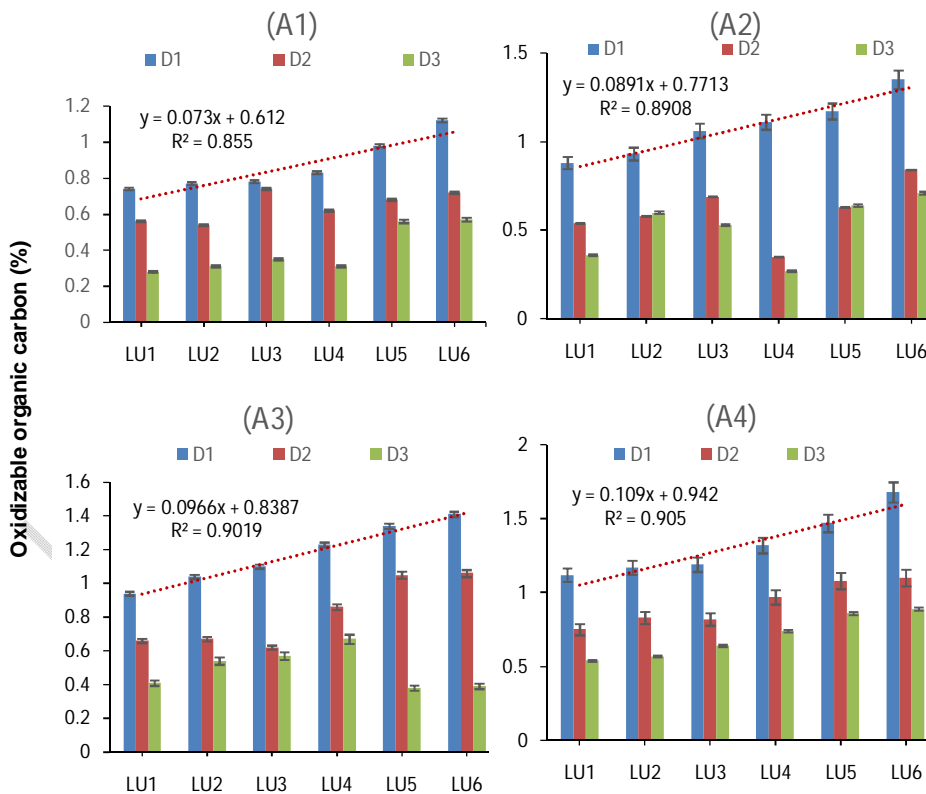 Oxidizable organic carbon (%)
(A1)
D1 D2 D3
y = 0.073x + 0.612
R² = 0.855
1.2
1
0.8
0.6
0.4
0.2
0
LU1 LU2 LU3 LU4 LU5 LU6
(A2)
D1 D2 D3
y = 0.0891x + 0.7713
R² = 0.8908
1.5
1
0.5
0
LU1 LU2 LU3 LU4 LU5 LU6
(A3)
D1 D2 D3
y = 0.0966x + 0.8387
R² = 0.9019
1.6
1.4
1.2
1
0.8
0.6
0.4
0.2
0
LU1 LU2 LU3 LU4 LU5 LU6
(A4)
D1 D2 D3
y = 0.109x + 0.942
R² = 0.905
2
1.5
1
0.5
0
LU1 LU2 LU3 LU4 LU5 LU6